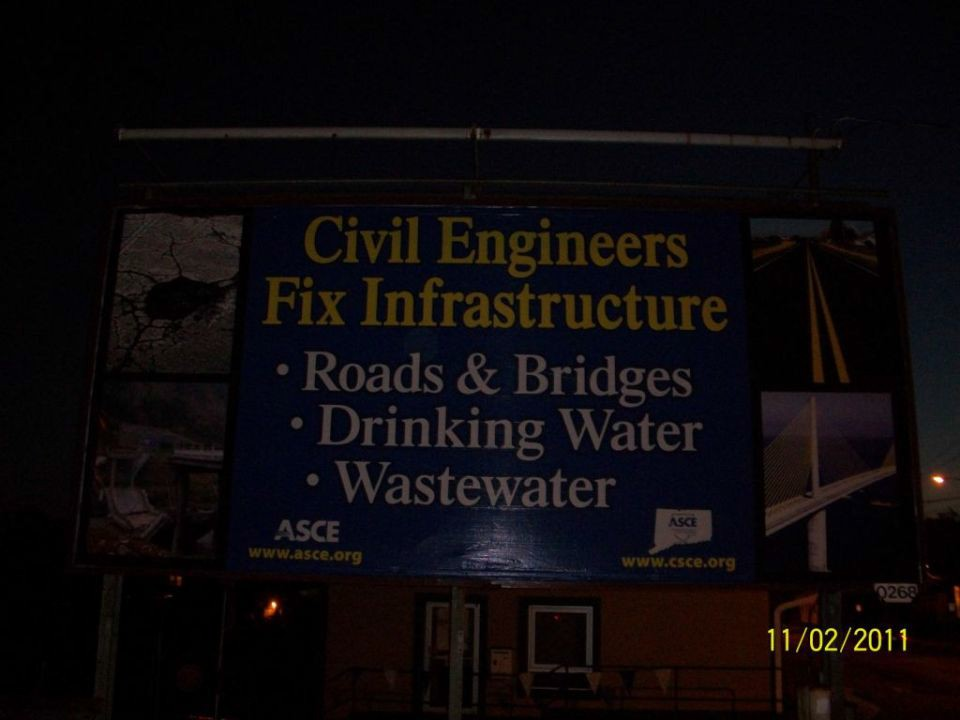 Civil Engineers
Fix Infrastructure
• Roads & Bridges
• Drinking Water
• Wastewater
ASCE
www.asce.org
ASCE
www.csce.org
0268
11/02/2011